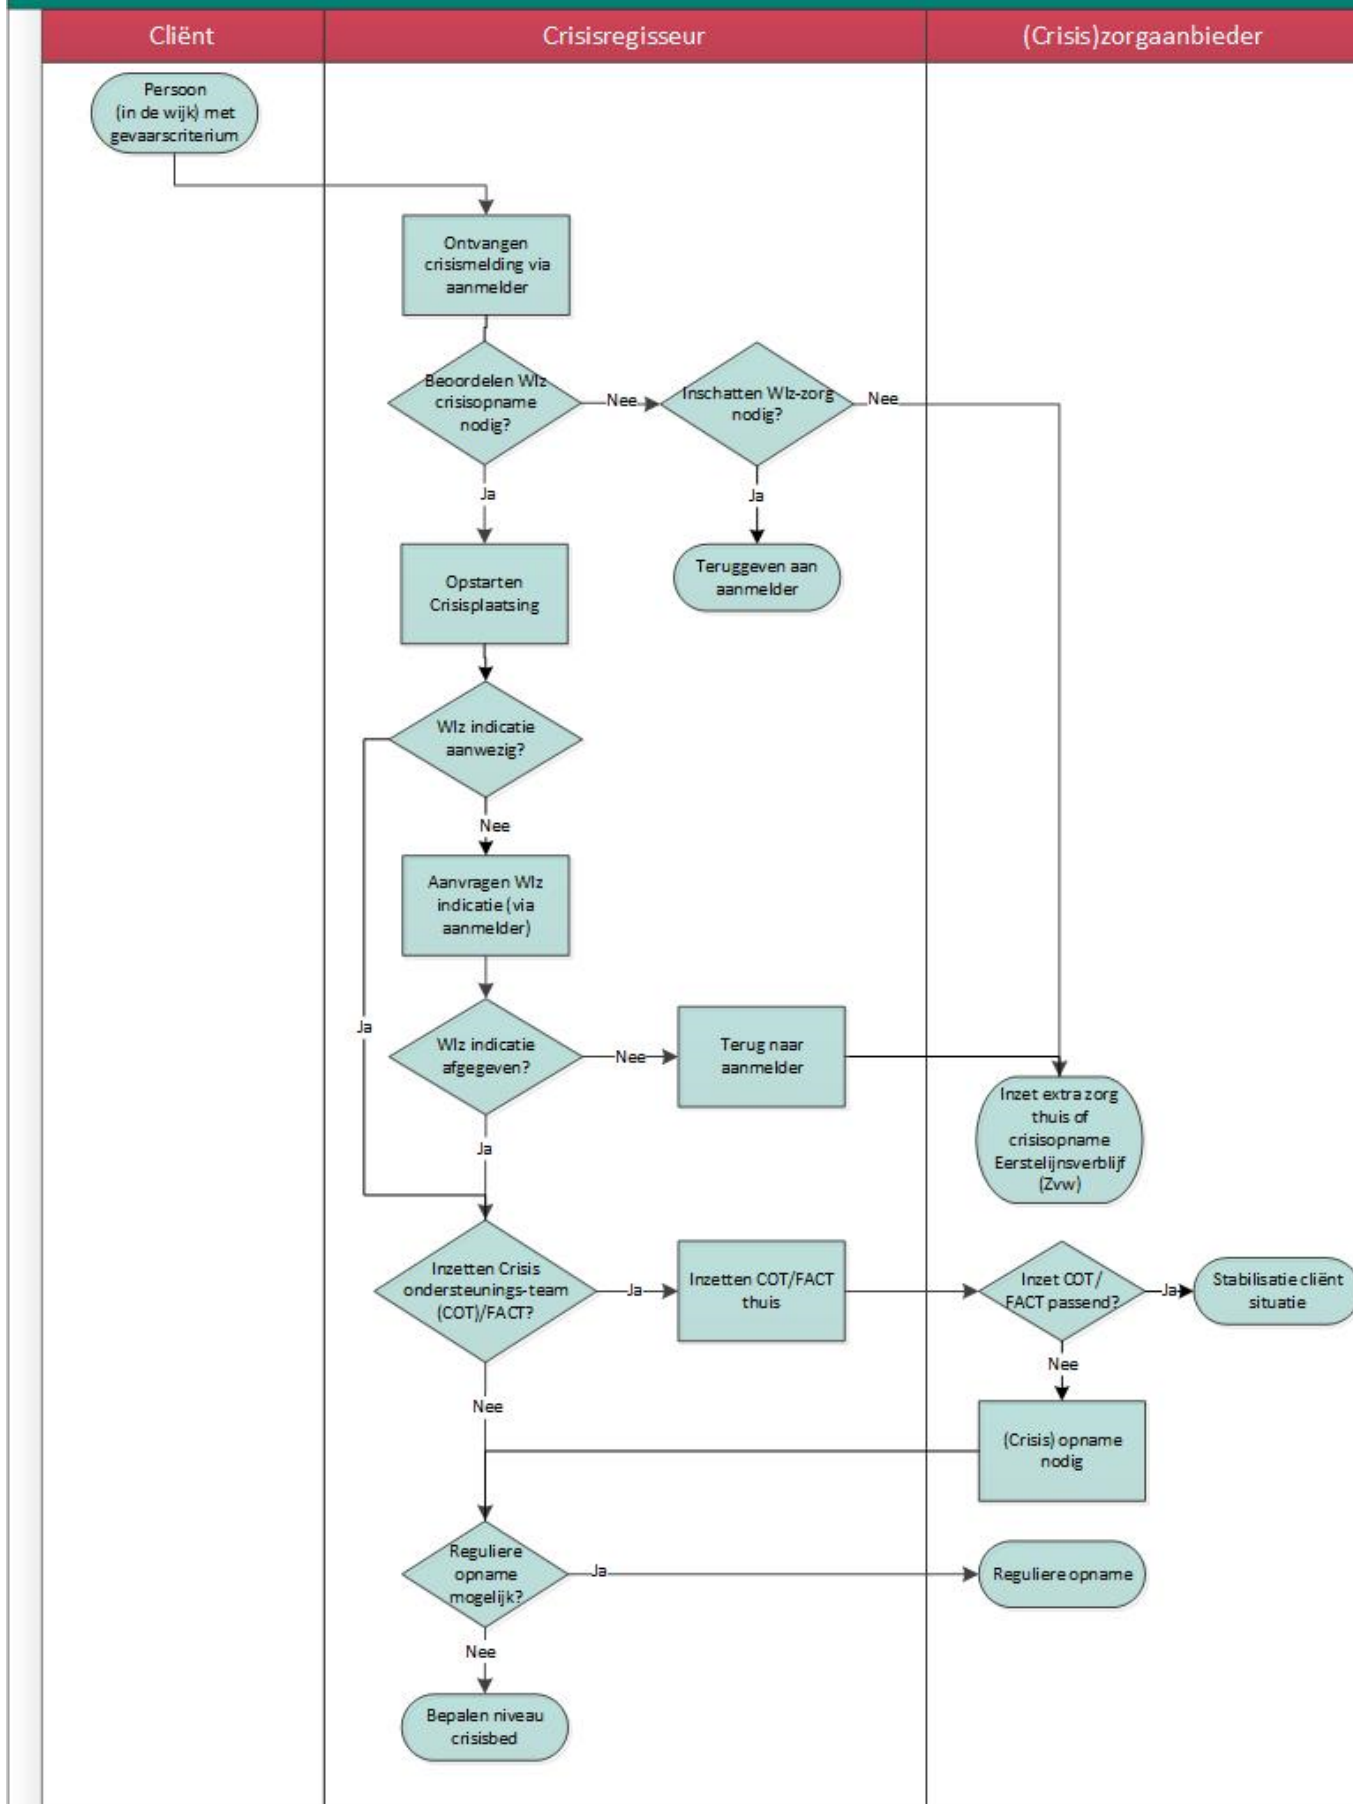 Cliënt
Crisisregisseur
(Crisis)zorgaanbieder
Persoon
(in de wijk) met
gevaarscriterium
Ontvangen
crisismelding via
aanmelder
Beoordelen Wlz
crisisopname
nodig?
Nee
Inschatten Wlz-zorg
nodig?
Nee
Ja
Ja
Opstarten
Crisisplaatsing
Teruggeven aan
aanmelder
Wlz indicatie
aanwezig?
Nee
Aanvragen Wlz
indicatie (via
aanmelder)
Ja
Wlz indicatie
afgegeven?
Nee
Terug naar
aanmelder
Ja
Inzet extra zorg
thuis of
crisisopname
Eerstelijnsverblijf
(Zvw)
Inzetten Crisis
ondersteunings-team
(COT)/FACT?
Ja
Inzetten COT/FACT
thuis
Inzet COT/
FACT passend?
Ja
Stabilisatie cliënt
situatie
Nee
Nee
(Crisis) opname
nodig
Reguliere
opname
mogelijk?
Ja
Reguliere opname
Nee
Bepalen niveau
crisisbed